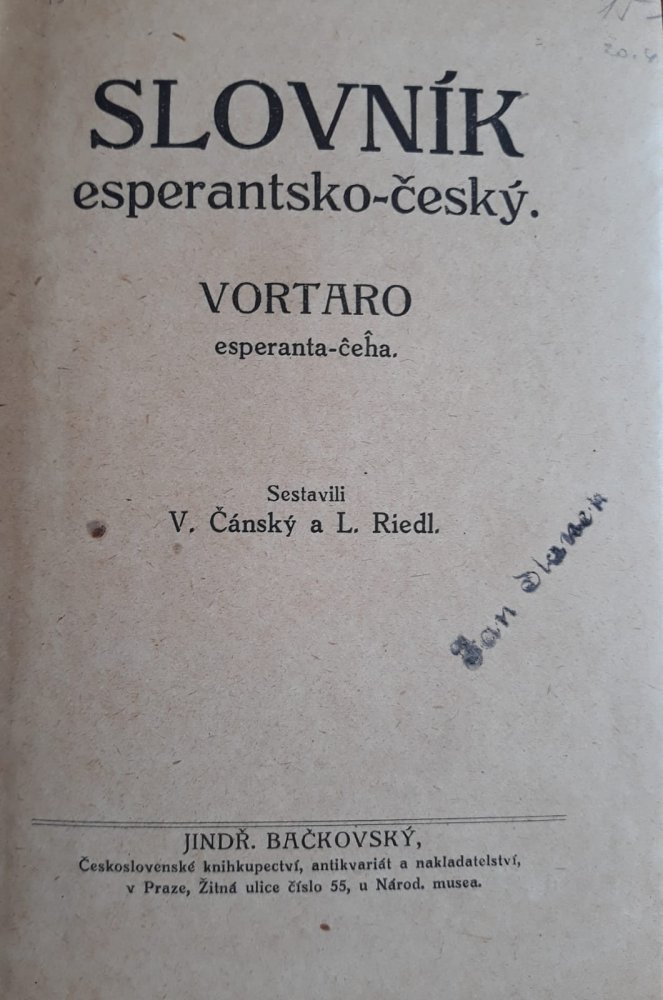 SLOVNÍK
esperantsko-český.
VORTARO
esperanta-ĉeĥa.
Sestavili
V. Čánský a L. Riedl.
Jan
JINDŘ. BAČKOVSKÝ,
Československé knihkupectví, antikvariát a nakladatelství,
v Praze, Žitná ulice číslo 55, u Národ. musea.